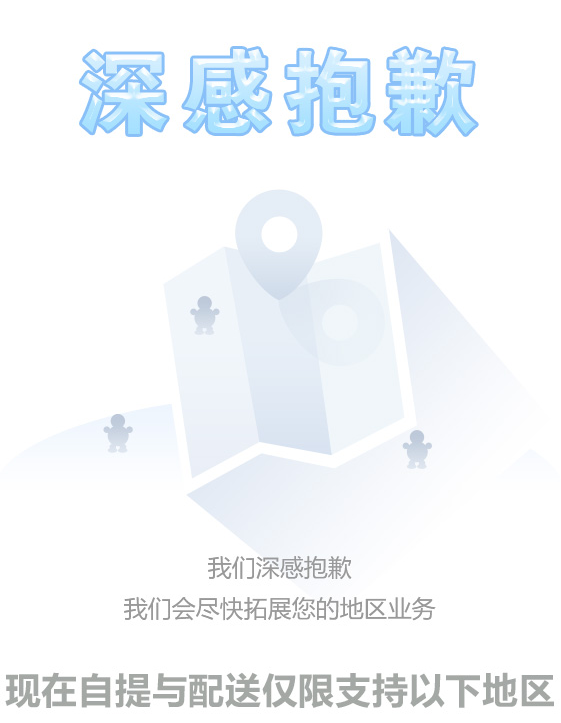 深感抱歉
我们深感抱歉
我们会尽快拓展您的地区业务
现在自提与配送仅限支持以下地区